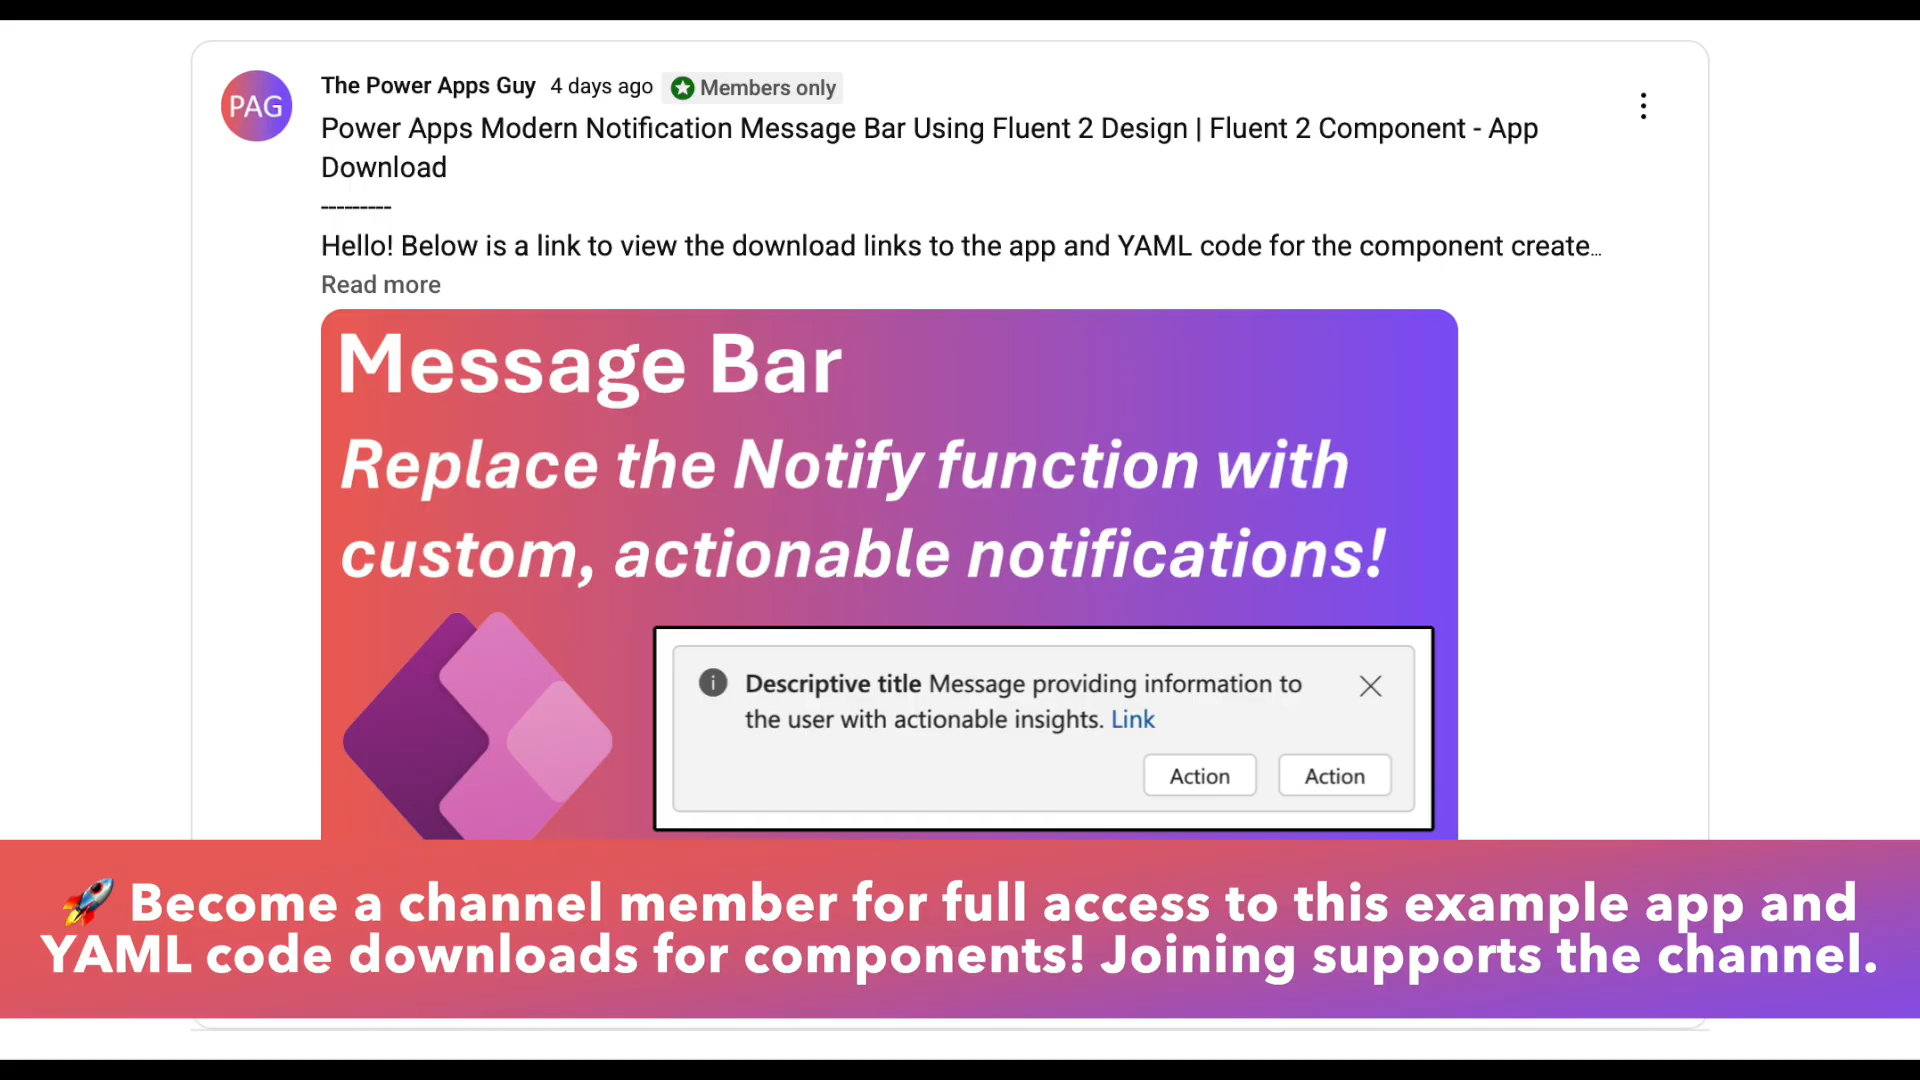 PAG
The Power Apps Guy 4 days ago Members only
Power Apps Modern Notification Message Bar Using Fluent 2 Design | Fluent 2 Component - App
Download
---------
Hello! Below is a link to view the download links to the app and YAML code for the component create...
Read more
Message Bar
Replace the Notify function with
custom, actionable notifications!
Descriptive title Message providing information to
the user with actionable insights. Link
Action Action
🚀 Become a channel member for full access to this example app and
YAML code downloads for components! Joining supports the channel.